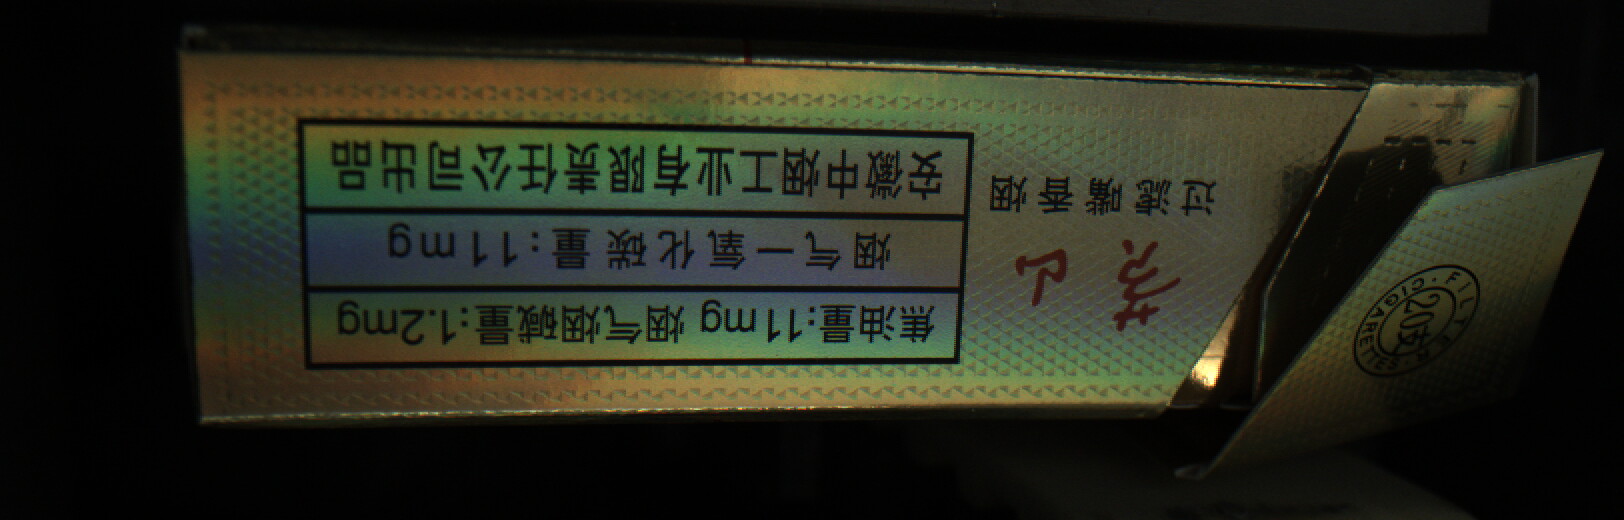 FILTER
20支
CIGARETTES
黄山
过滤嘴香烟
焦油量:11mg 烟气烟碱量:1.2mg
烟气一氧化碳量:11mg
安徽中烟工业有限责任公司出品